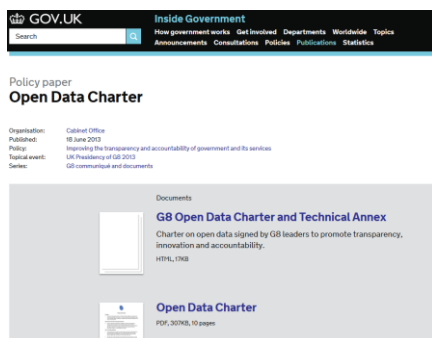 GOV.UK
Inside Government
Search
How government works Get involved Departments Worldwide Topics
Announcements Consultations Policies Publications Statistics
Policy paper
Open Data Charter
Organisation: Cabinet Office
Published: 18 June 2013
Policy: Improving the transparency and accountability of government and its services
Topical event: UK Presidency of G8 2013
Series: G8 communiqué and documents
Documents
G8 Open Data Charter and Technical Annex
Charter on open data signed by G8 leaders to promote transparency,
innovation and accountability.
HTML, 17KB
Open Data Charter
PDF, 307KB, 10 pages